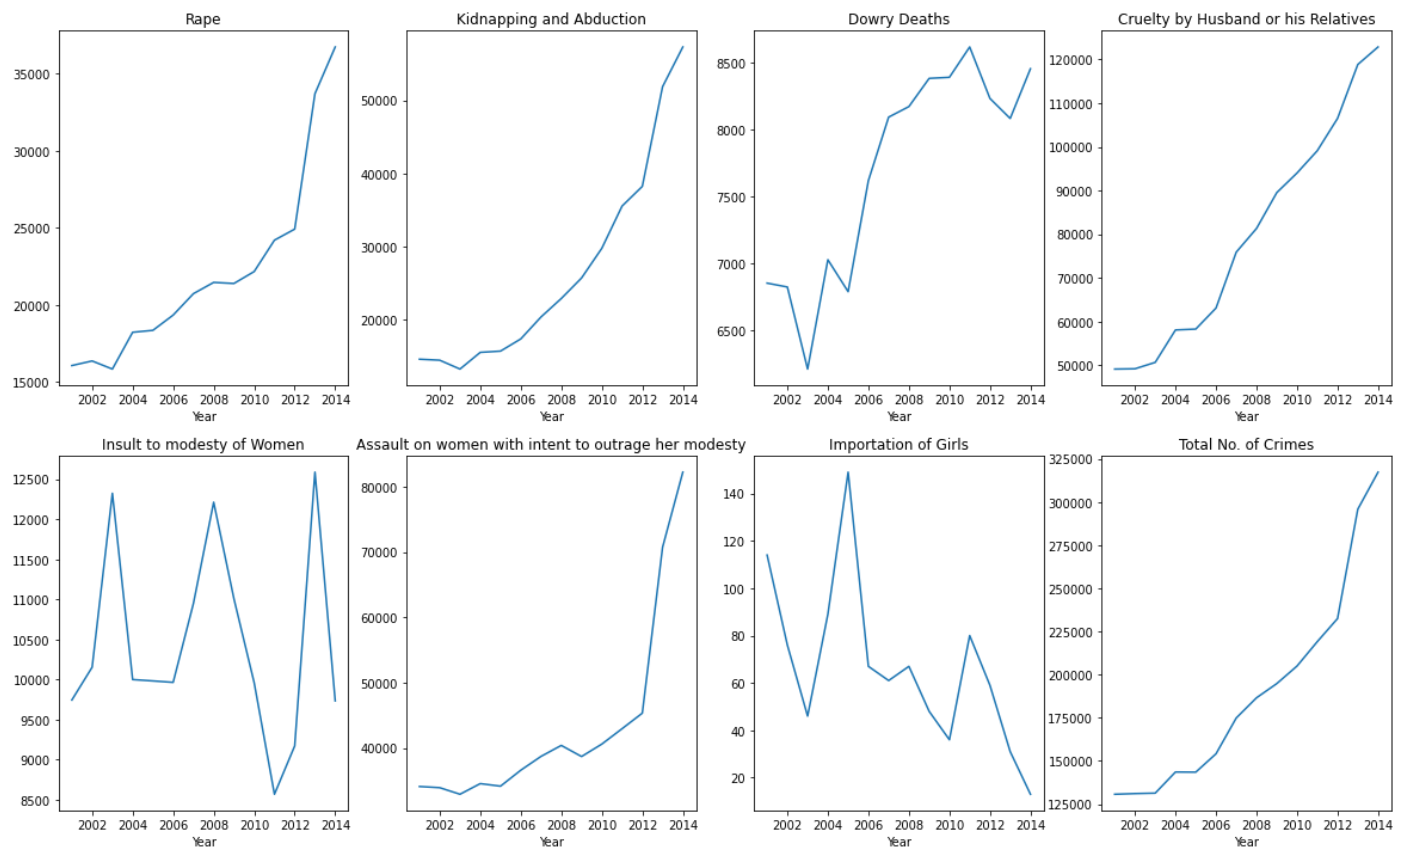 Rape
35000
30000
25000
20000
15000
2002 2004 2006 2008 2010 2012 2014
Year
Kidnapping and Abduction
50000
40000
30000
20000
2002 2004 2006 2008 2010 2012 2014
Year
Dowry Deaths
8500
8000
7500
7000
6500
2002 2004 2006 2008 2010 2012 2014
Year
Cruelty by Husband or his Relatives
120000
110000
100000
90000
80000
70000
60000
50000
2002 2004 2006 2008 2010 2012 2014
Year
Insult to modesty of Women
12500
12000
11500
11000
10500
10000
9500
9000
8500
2002 2004 2006 2008 2010 2012 2014
Year
Assault on women with intent to outrage her modesty
80000
70000
60000
50000
40000
2002 2004 2006 2008 2010 2012 2014
Year
Importation of Girls
140
120
100
80
60
40
20
2002 2004 2006 2008 2010 2012 2014
Year
Total No. of Crimes
325000
300000
275000
250000
225000
200000
175000
150000
125000
2002 2004 2006 2008 2010 2012 2014
Year